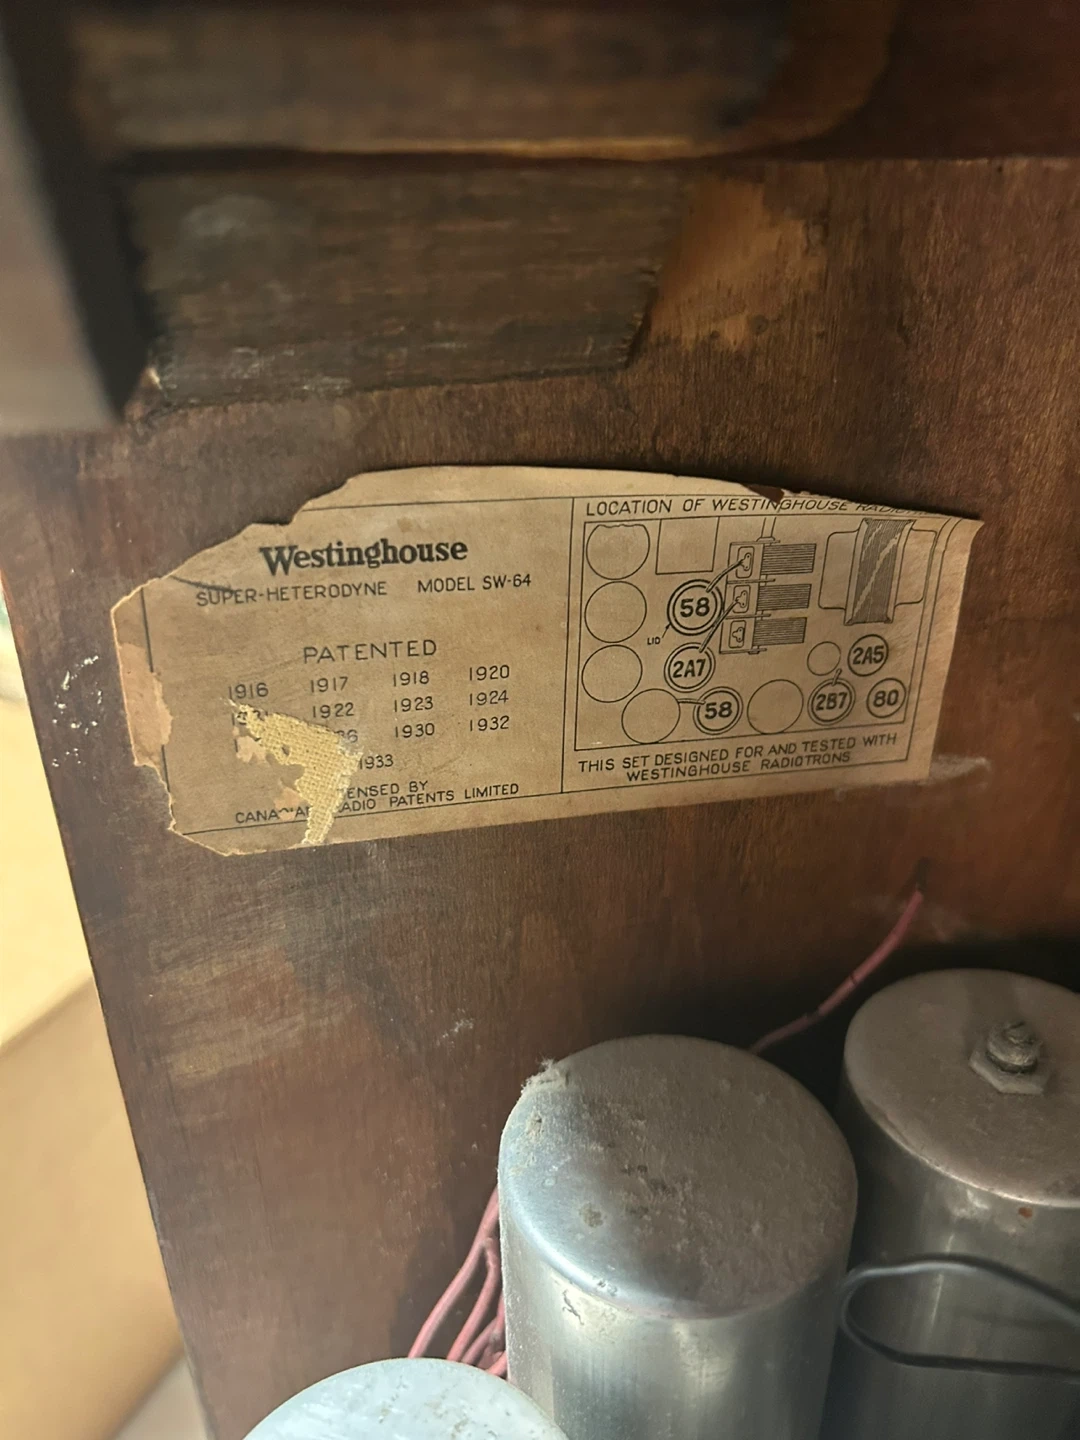 Westinghouse
SUPER-HETERODYNE MODEL SW-64
PATENTED
1916 1917 1918 1920
1922 1923 1924
1930 1932
1933
CANADIAN RADIO PATENTS LIMITED
LOCATION OF WESTINGHOUSE
58
LID
2A7
2A5
58
2B7
80
THIS SET DESIGNED FOR AND TESTED WITH
WESTINGHOUSE RADIOTRONS